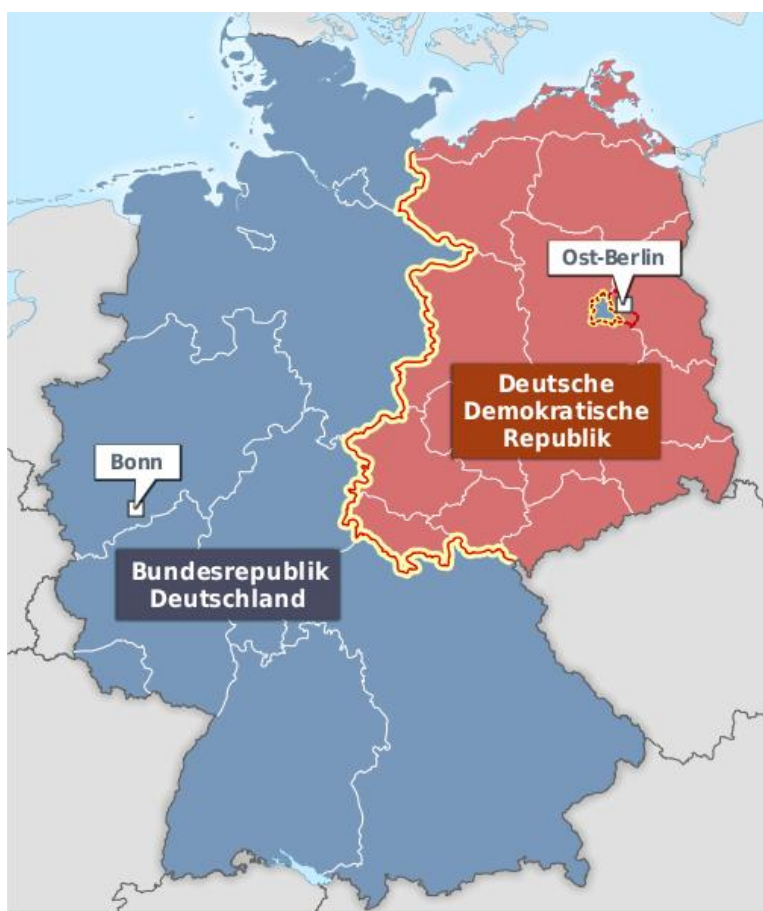 Ost-Berlin
Deutsche
Demokratische
Republik
Bonn
Bundesrepublik
Deutschland